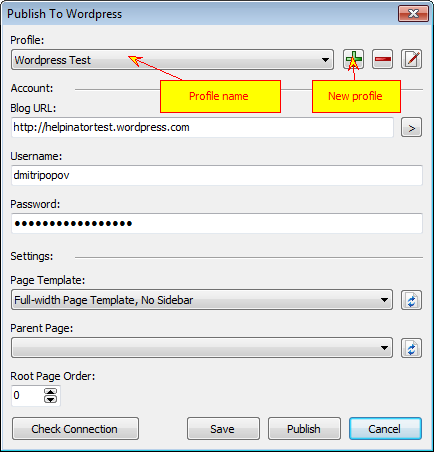 Publish To Wordpress
Profile:
Wordpress Test
Profile name
New profile
Account:
Blog URL:
http://helpinatortest.wordpress.com
>
Username:
dmitripopov
Password:
●●●●●●●●●●●●●●●●●
Settings:
Page Template:
Full-width Page Template, No Sidebar
Parent Page:
Root Page Order:
0
Check Connection Save Publish Cancel